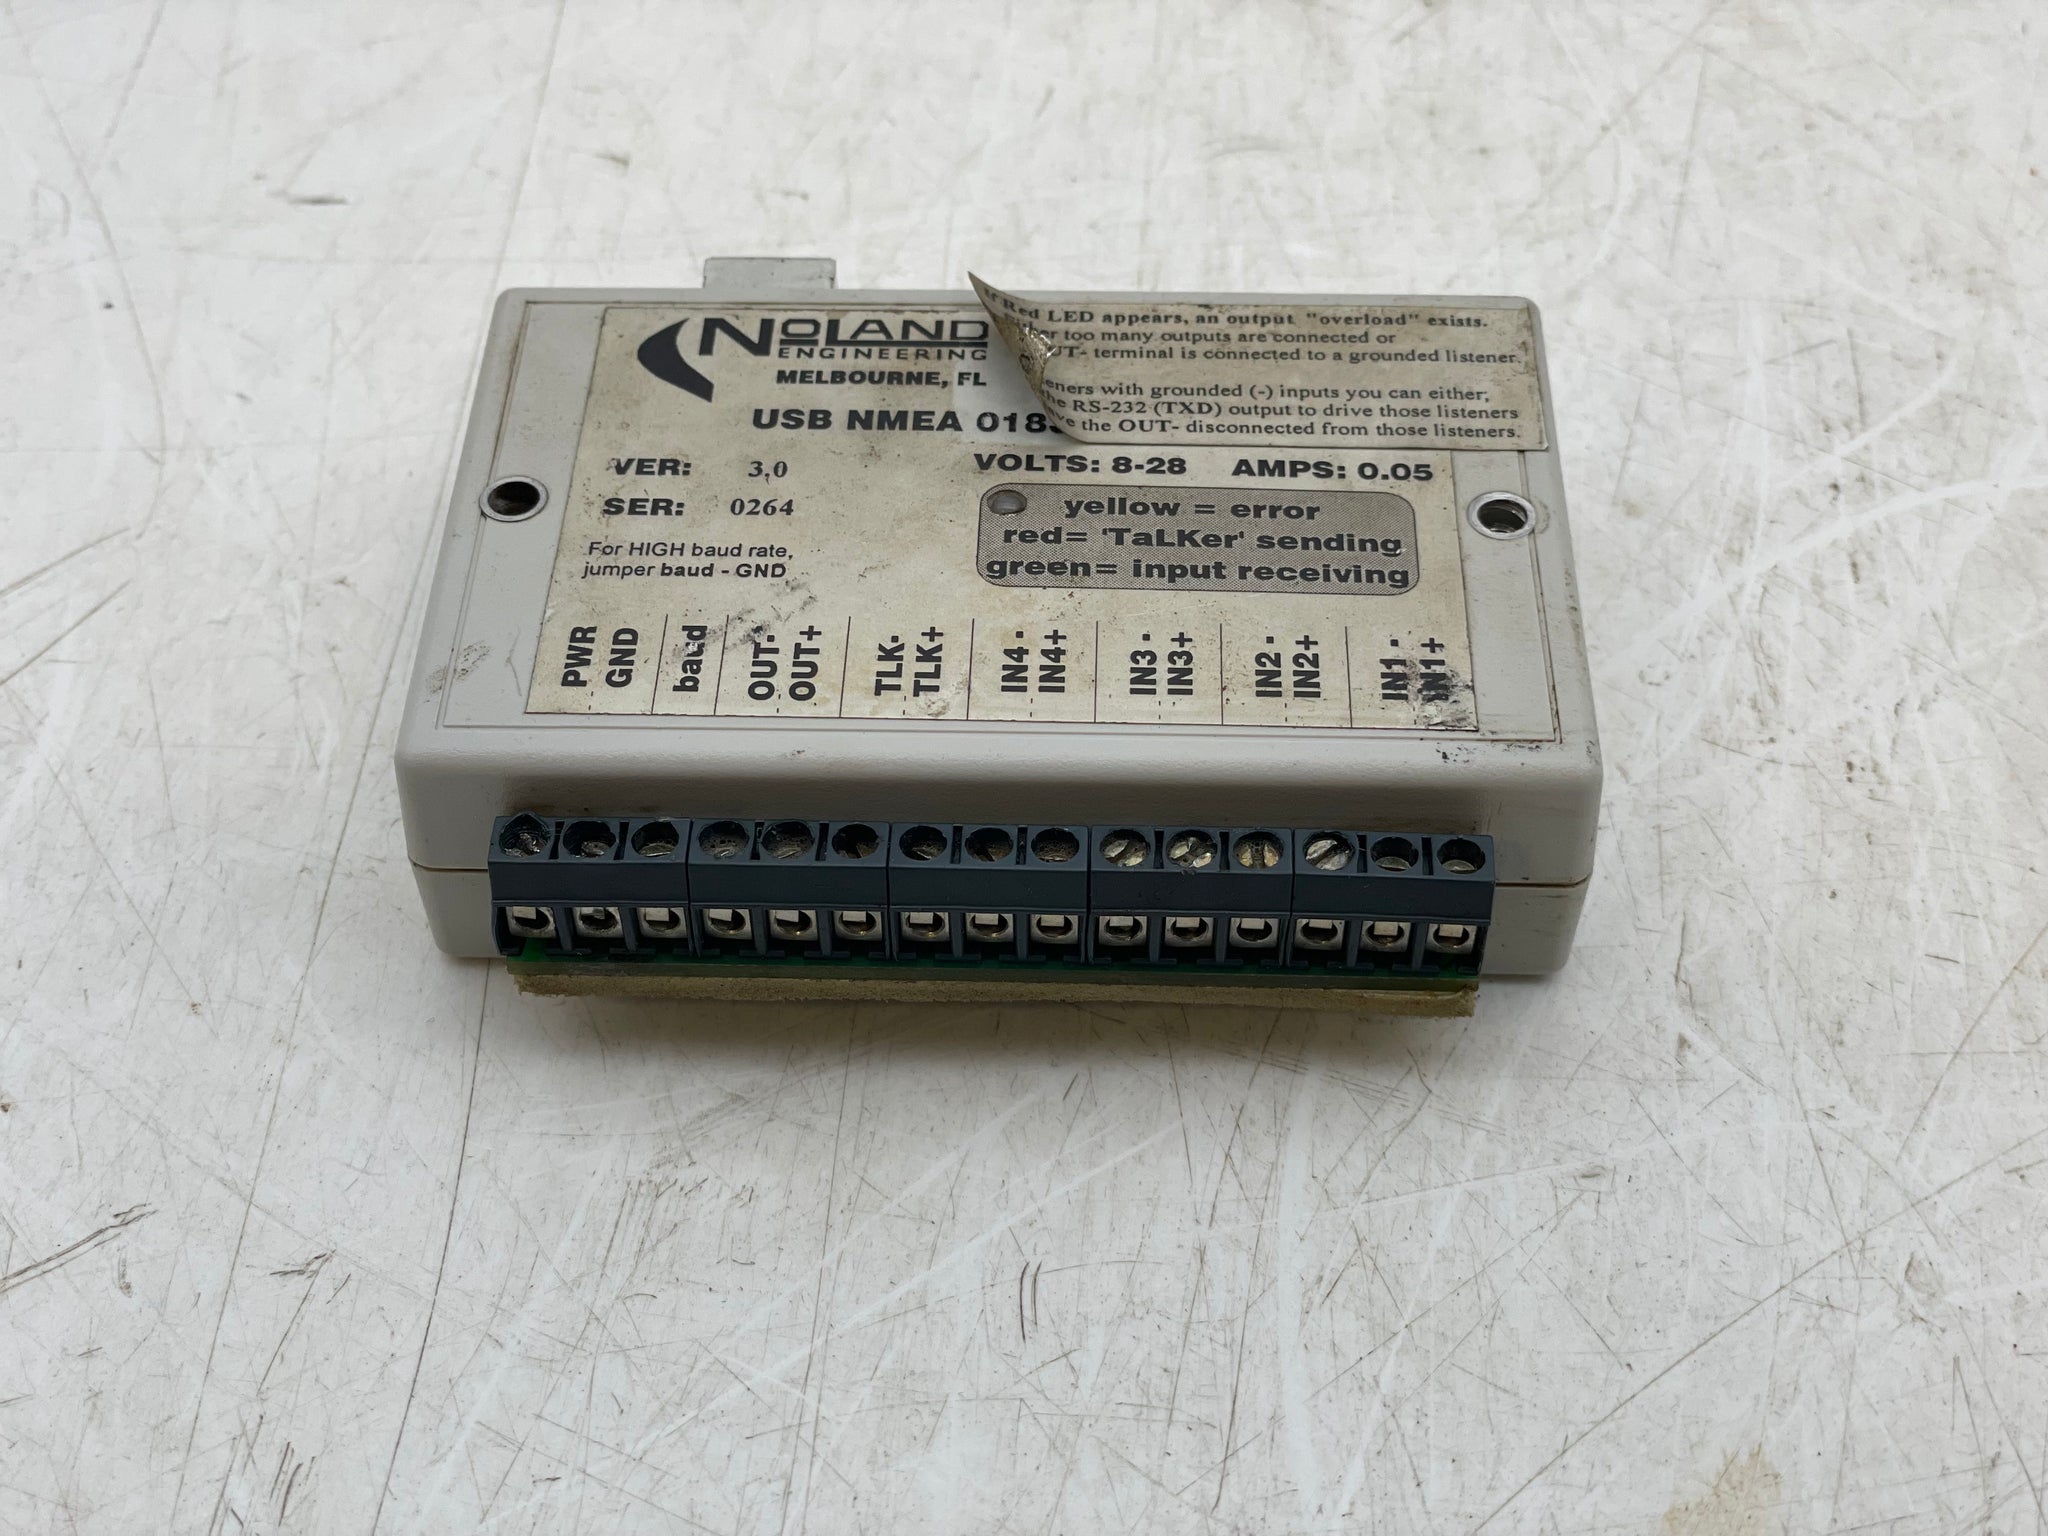 NOLAND
ENGINEERING
MELBOURNE, FL
USB NMEA 018
Red LED appears, an output "overload" exists.
too many outputs are connected or
terminal is connected to a grounded listener.
with grounded (-) inputs you can either;
RS-232 (TXD) output to drive those listeners
the OUT- disconnected from those listeners.
VER: 3.0
SER: 0264
VOLTS: 8-28 AMPS: 0.05
yellow = error
red= 'TaLKer' sending
green= input receiving
For HIGH baud rate,
jumper baud - GND
PWR
GND
baud
OUT-
OUT+
TLK-
TLK+
IN4 -
IN4+
IN3 -
IN3+
IN2 -
IN2+
IN1 -
IN1+